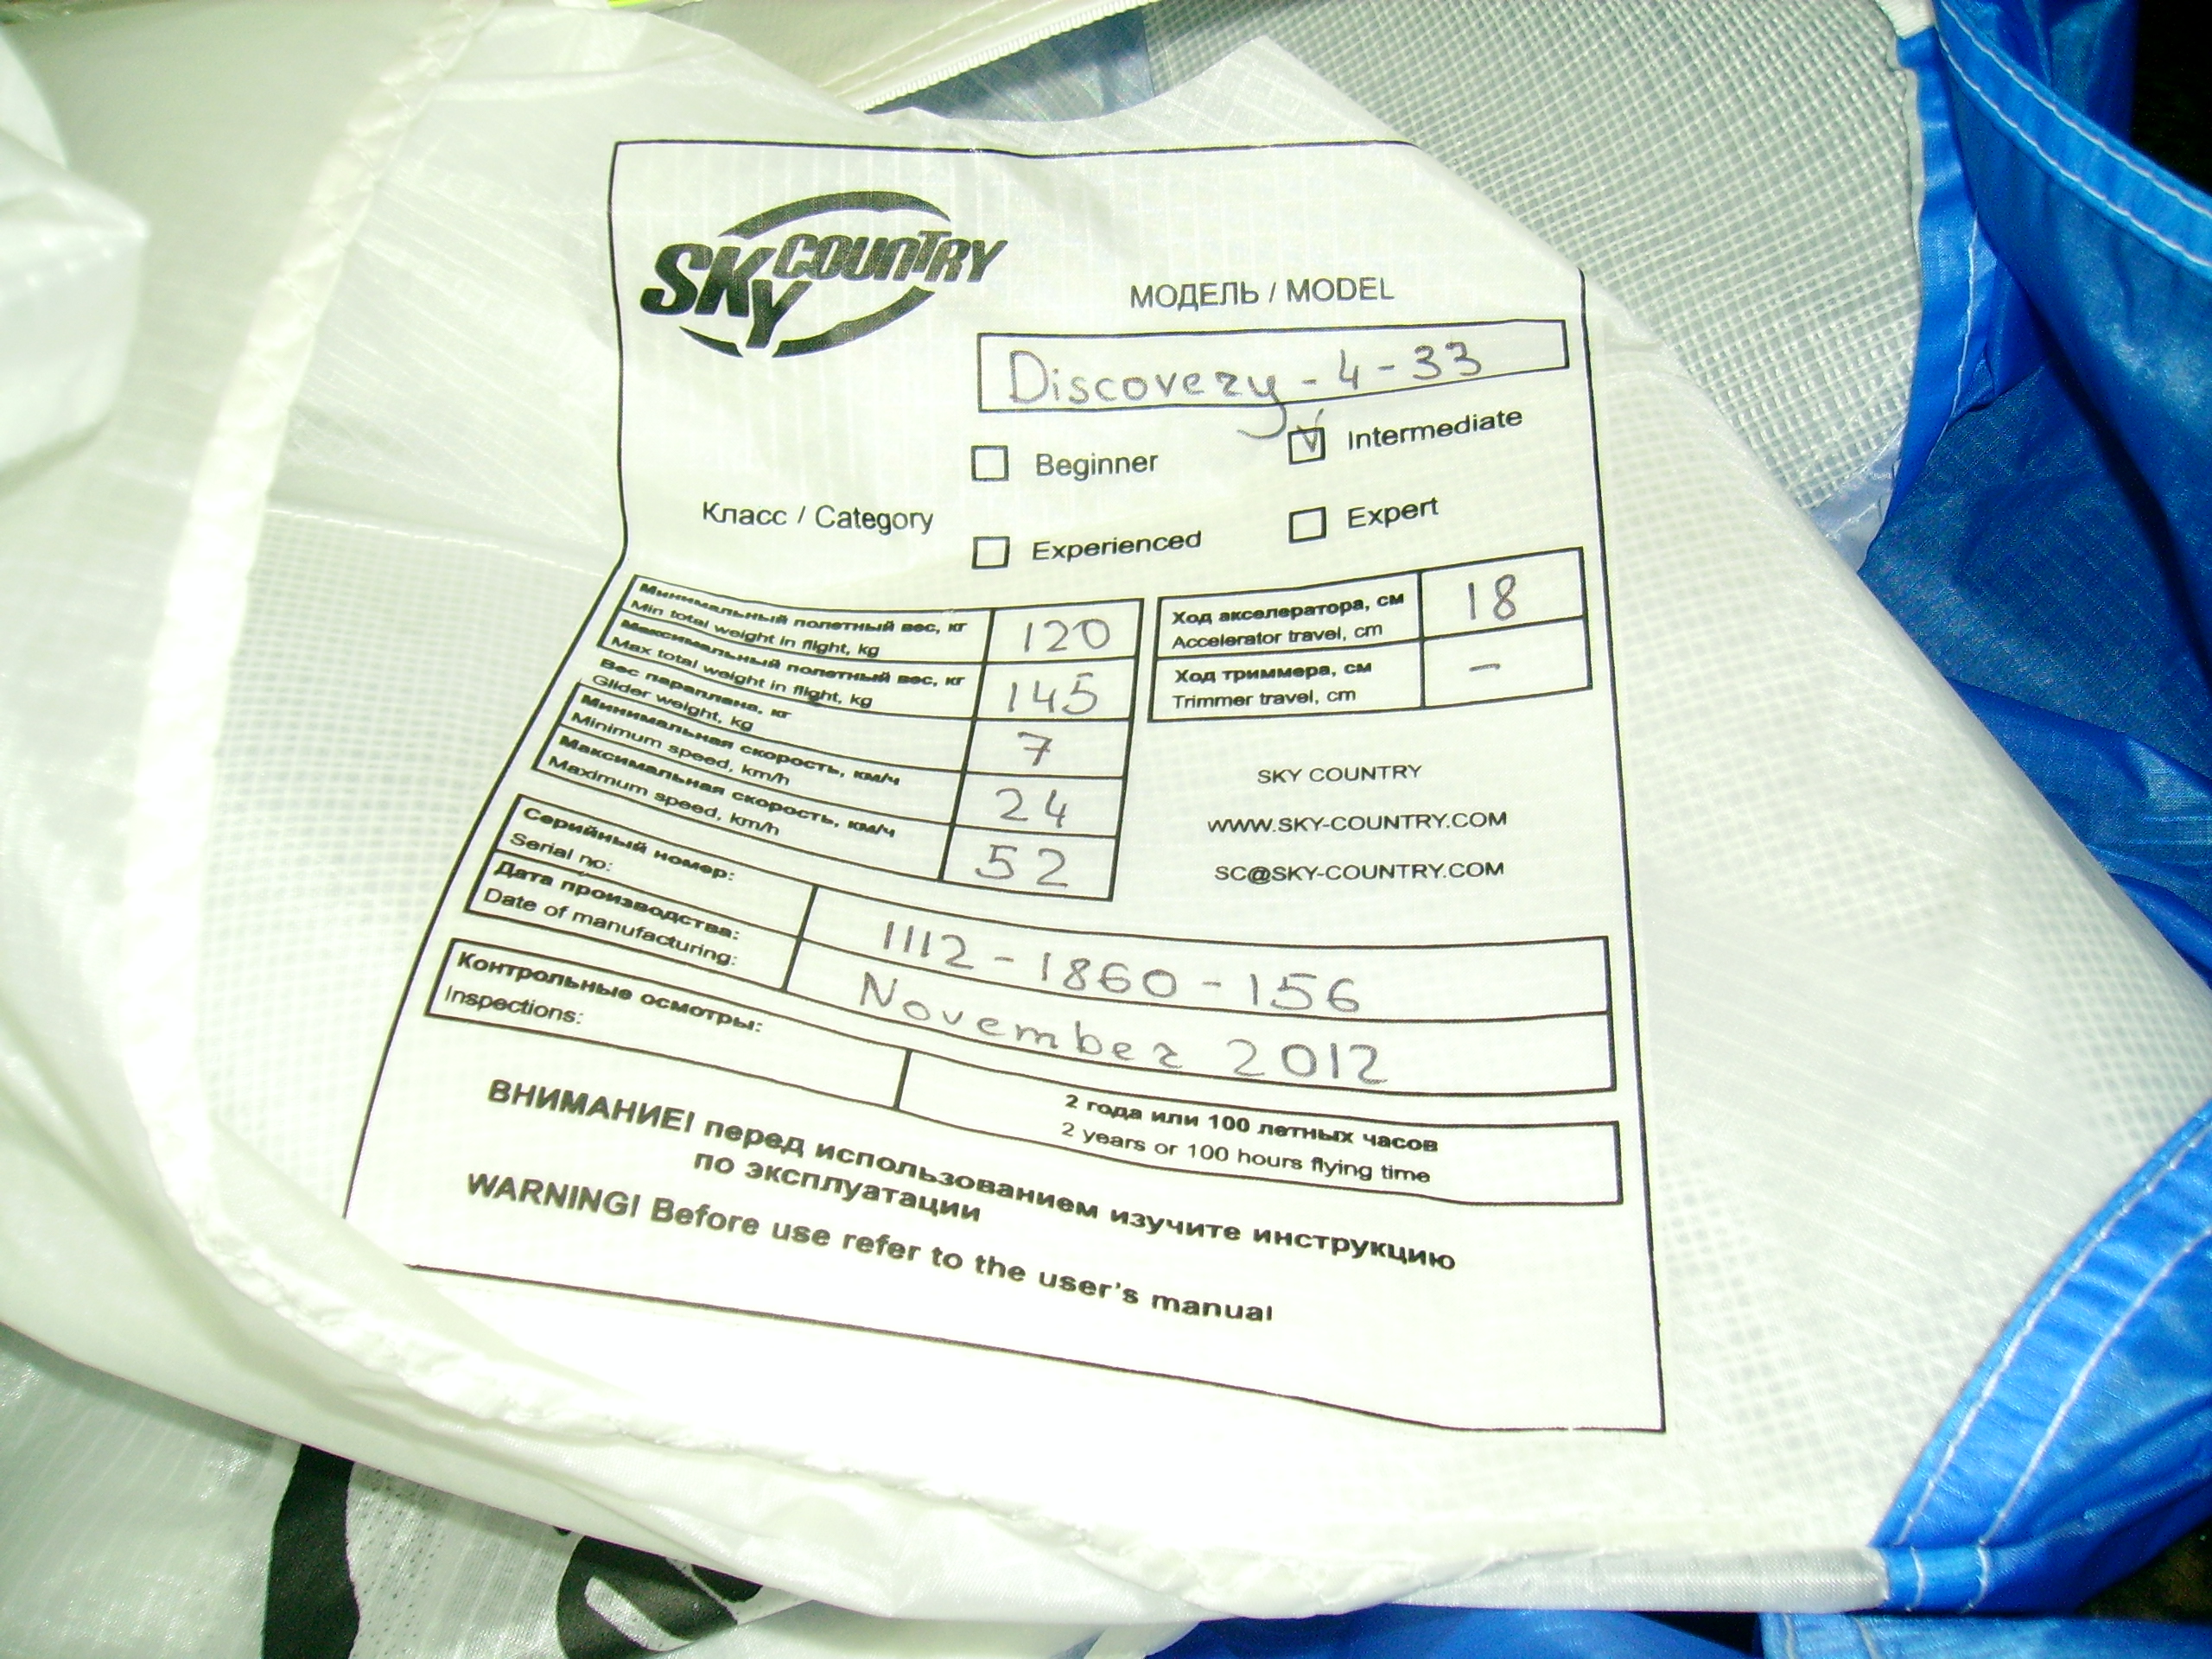 SKY COUNTRY
МОДЕЛЬ / MODEL
Discovery - 4 - 33
Beginner
Intermediate
Класс / Category
Experienced
Expert
Минимальный полетный вес, кг
Min total weight in flight, kg
120
Максимальный полетный вес, кг
Max total weight in flight, kg
145
Вес параплана, кг
Glider weight, kg
7
Минимальная скорость, км/ч
Minimum speed, km/h
24
Максимальная скорость, км/ч
Maximum speed, km/h
52
Ход акселератора, см
Accelerator travel, cm
18
Ход триммера, см
Trimmer travel, cm
–
SKY COUNTRY
WWW.SKY-COUNTRY.COM
SC@SKY-COUNTRY.COM
Серийный номер:
Serial no:
1112 - 1860 - 156
Дата производства:
Date of manufacturing:
November 2012
Контрольные осмотры:
Inspections:
2 года или 100 летных часов
2 years or 100 hours flying time
ВНИМАНИЕ! перед использованием изучите инструкцию
по эксплуатации
WARNING! Before use refer to the user's manual